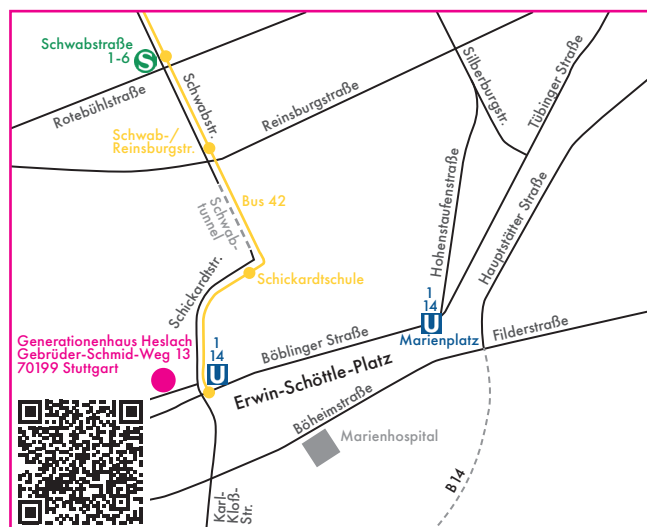 Schwabstraße
1-6
S
Rotebühlstraße
Schwabstr.
Reinsburgstraße
Silberburgstr.
Tübinger Straße
Schwab-/
Reinsburgstr.
Bus 42
Schwab-
tunnel
Hohenstaufenstraße
Hauptstätter Straße
Schickardtstr.
Schickardtschule
1
14
U
Marienplatz
Filderstraße
Generationenhaus Heslach
Gebrüder-Schmid-Weg 13
70199 Stuttgart
1
14
U
Böblinger Straße
Erwin-Schöttle-Platz
Böheimstraße
Marienhospital
B 14
Karl-
Kloß-
Str.